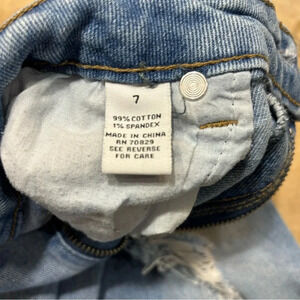 7
99% COTTON
1% SPANDEX
MADE IN CHINA
RN 70829
SEE REVERSE
FOR CARE